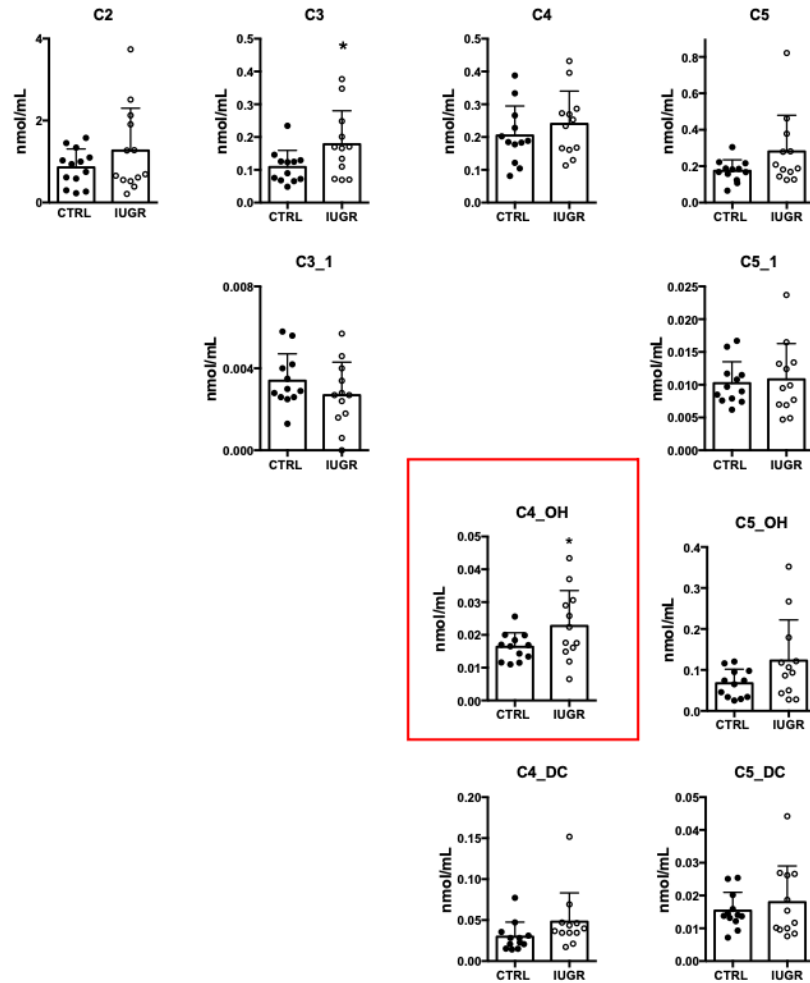 C2
nmol/mL
4
2
0
CTRL IUGR
C3
nmol/mL
0.5
0.4
0.3
0.2
0.1
0.0
*
CTRL IUGR
C4
nmol/mL
0.5
0.4
0.3
0.2
0.1
0.0
CTRL IUGR
C5
nmol/mL
0.8
0.6
0.4
0.2
0.0
CTRL IUGR
C3_1
nmol/mL
0.008
0.004
0.000
CTRL IUGR
C5_1
nmol/mL
0.025
0.020
0.015
0.010
0.005
0.000
CTRL IUGR
C4_OH
nmol/mL
0.05
0.04
0.03
0.02
0.01
0.00
*
CTRL IUGR
C5_OH
nmol/mL
0.4
0.3
0.2
0.1
0.0
CTRL IUGR
C4_DC
nmol/mL
0.20
0.15
0.10
0.05
0.00
CTRL IUGR
C5_DC
nmol/mL
0.05
0.04
0.03
0.02
0.01
0.00
CTRL IUGR